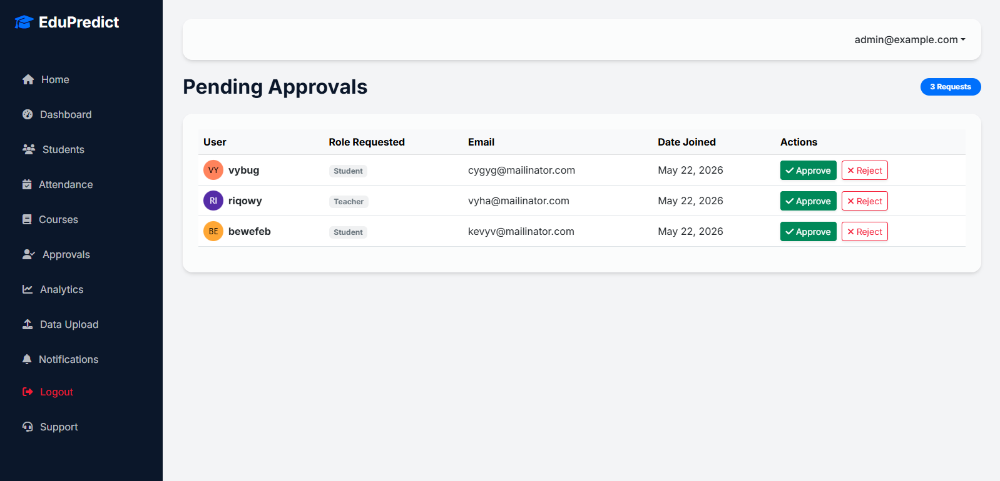 EduPredict
Home
Dashboard
Students
Attendance
Courses
Approvals
Analytics
Data Upload
Notifications
Logout
Support
admin@example.com
Pending Approvals
3 Requests
User Role Requested Email Date Joined Actions
VY vybug Student cygyg@mailinator.com May 22, 2026 Approve Reject
RI riqowy Teacher vyha@mailinator.com May 22, 2026 Approve Reject
BE bewefeb Student kevyv@mailinator.com May 22, 2026 Approve Reject